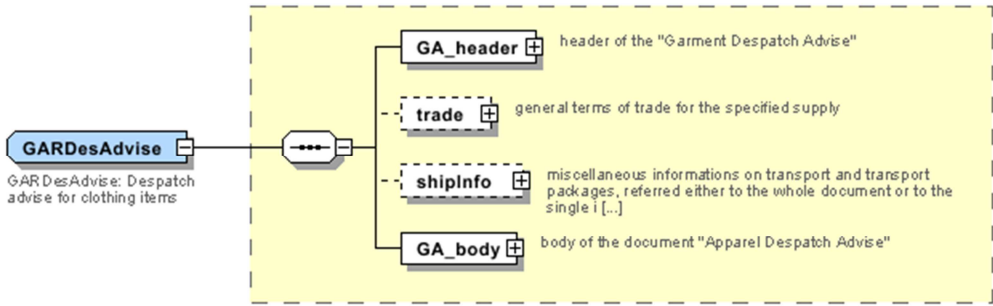 GA_header
header of the "Garment Despatch Advise"
trade
general terms of trade for the specified supply
GARDesAdvise
GARDesAdvise: Despatch
advise for clothing items
shipInfo
miscellaneous informations on transport and transport
packages, referred either to the whole document or to the
single i [...]
GA_body
body of the document "Apparel Despatch Advise"